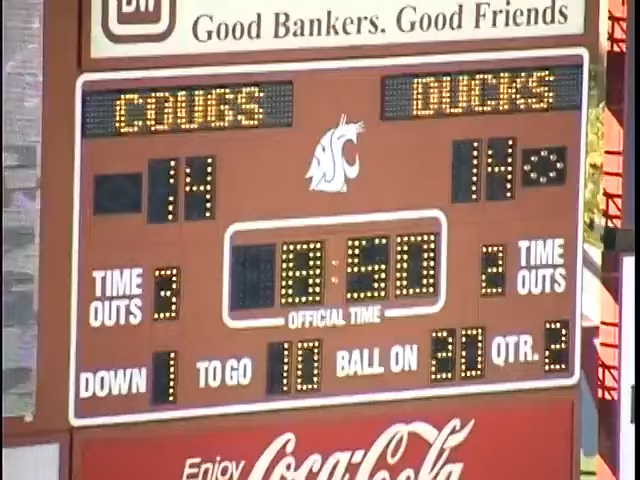 Good Bankers. Good Friends
COUGS DUCKS
14 14
8:50
TIME OUTS 3 2 TIME OUTS
OFFICIAL TIME
DOWN 1 TO GO 10 BALL ON QTR. 2
Enjoy Coca-Cola